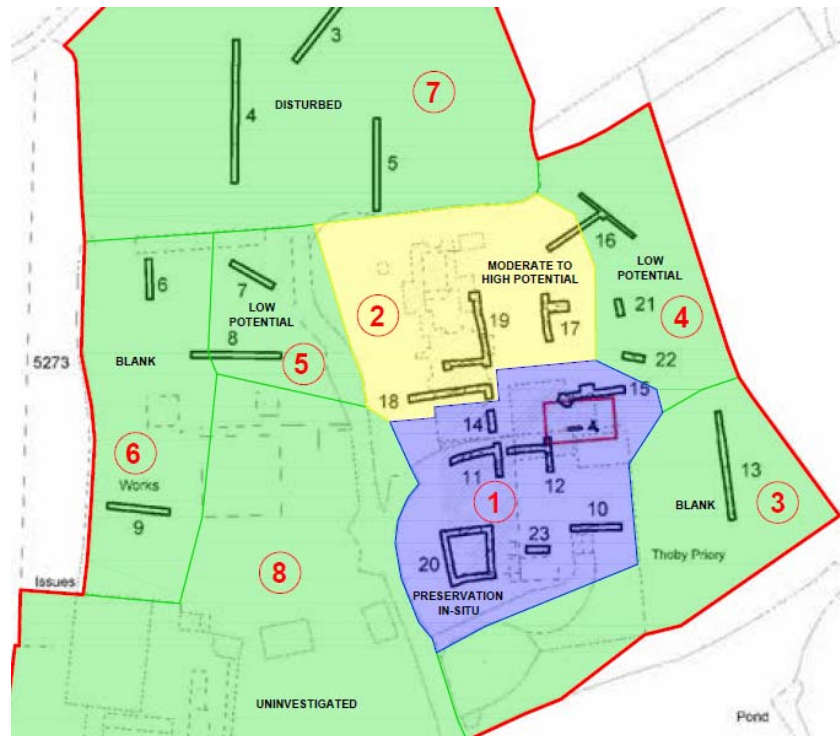 3
7
4
DISTURBED
5
16
LOW
POTENTIAL
MODERATE TO
HIGH POTENTIAL
6
7
LOW
POTENTIAL
2
19
17
21
4
22
8
5273
BLANK
5
18
15
14
4
6
Works
11
12
13
1
BLANK
3
9
10
23
20
Thoby Priory
8
Issues
PRESERVATION
IN-SITU
UNINVESTIGATED
Pond